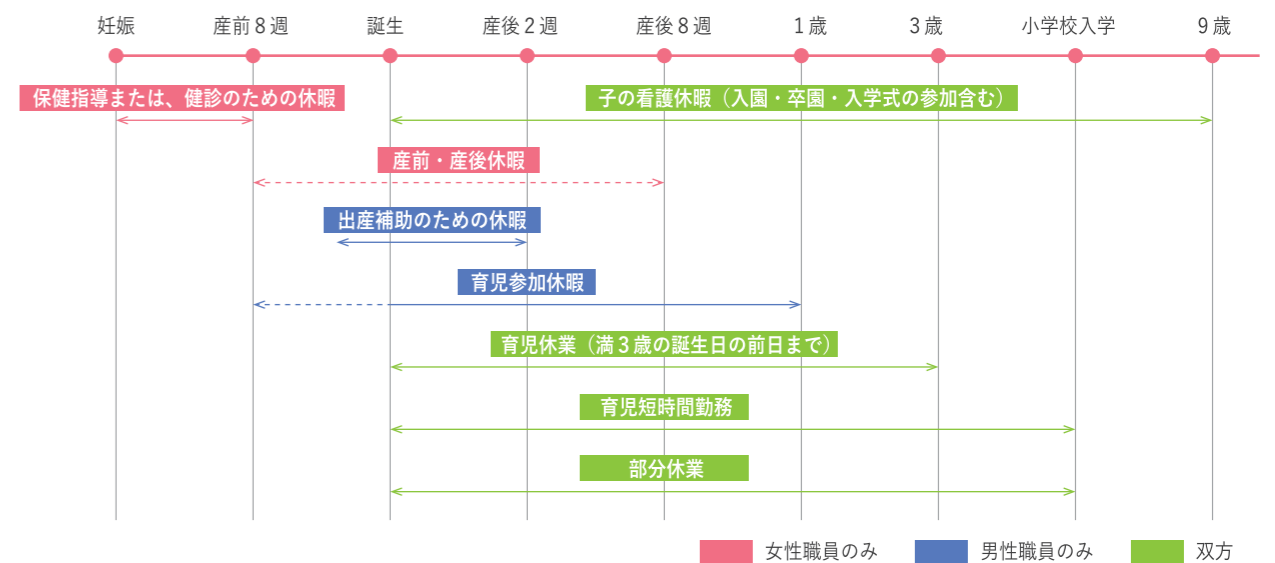 妊娠
産前８週
誕生
産後２週
産後８週
１歳
３歳
小学校入学
９歳
保健指導または、健診のための休暇
子の看護休暇（入園・卒園・入学式の参加含む）
産前・産後休暇
出産補助のための休暇
育児参加休暇
育児休業（満３歳の誕生日の前日まで）
育児短時間勤務
部分休業
女性職員のみ
男性職員のみ
双方